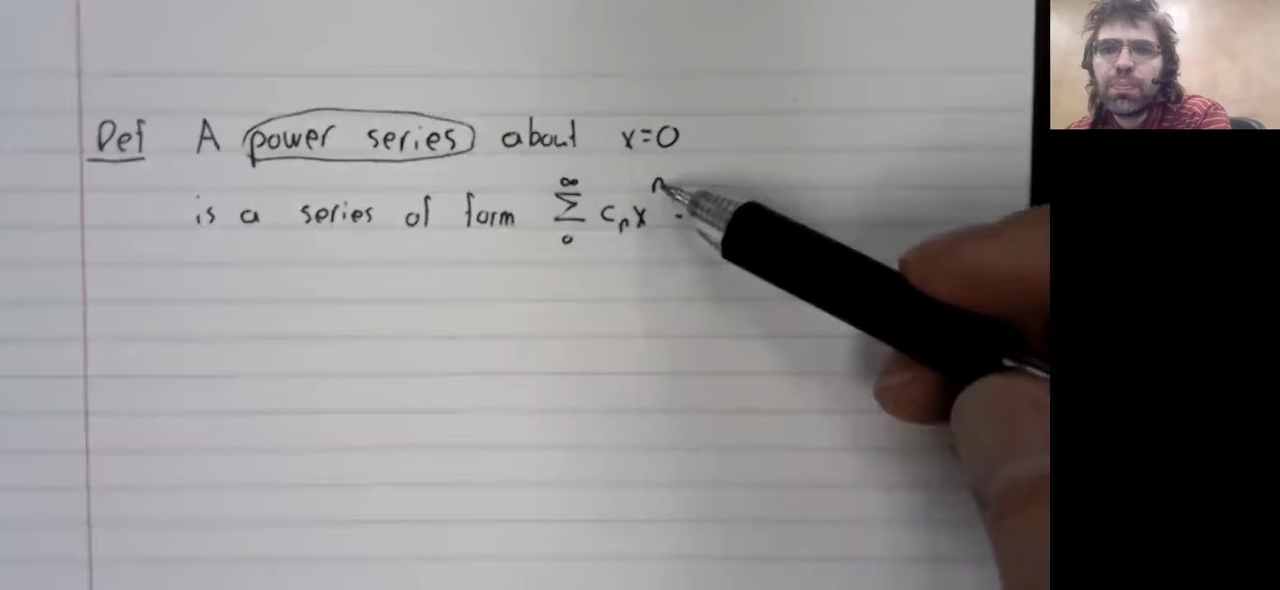 Def A power series about x=0
is a series of form ∞∑0 cₙxⁿ.